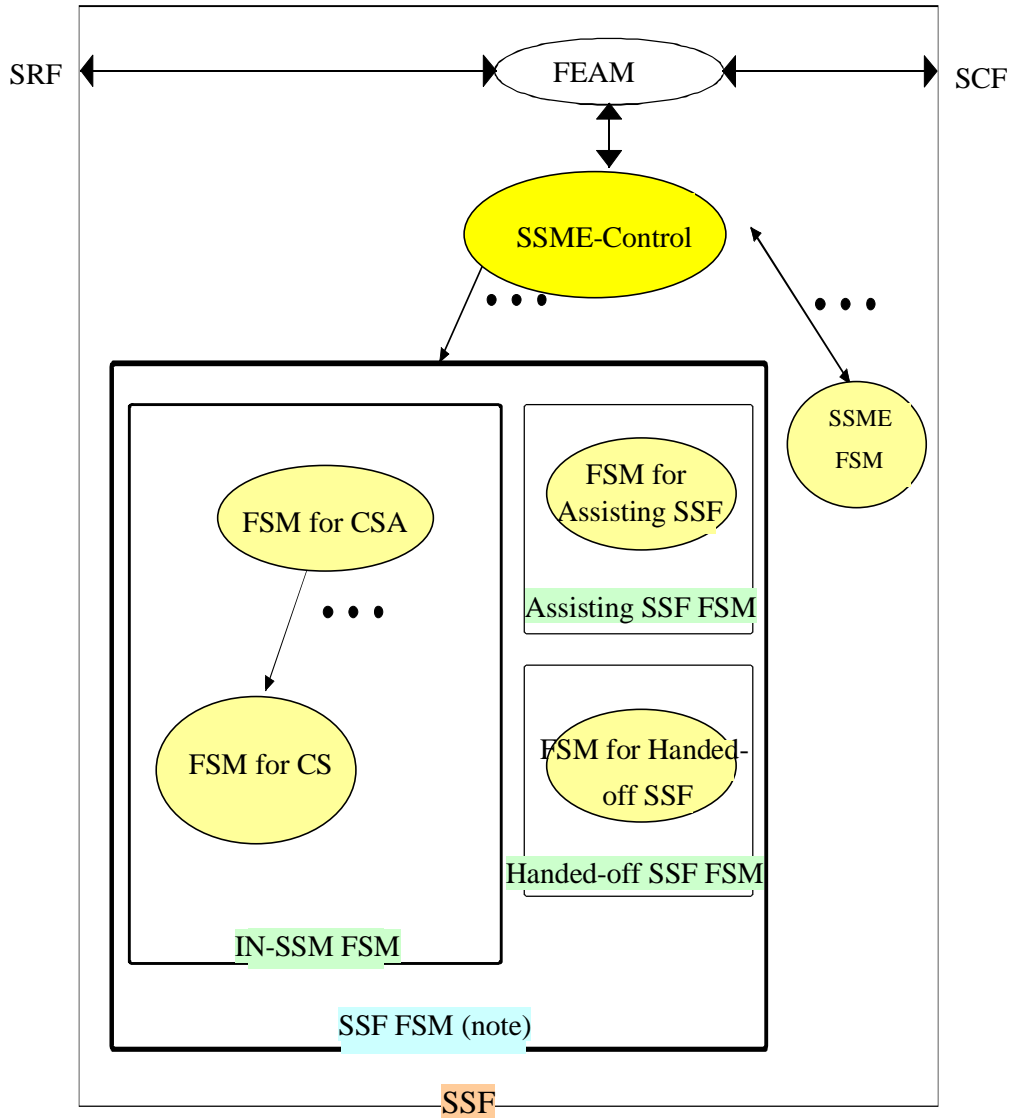 FEAM
SRF
SCF
SSME-Control
SSME
FSM
FSM for
Assisting SSF
FSM for CSA
Assisting SSF FSM
FSM for Handed-
off SSF
FSM for CS
Handed-off SSF FSM
IN-SSM FSM
SSF FSM (note)
SSF